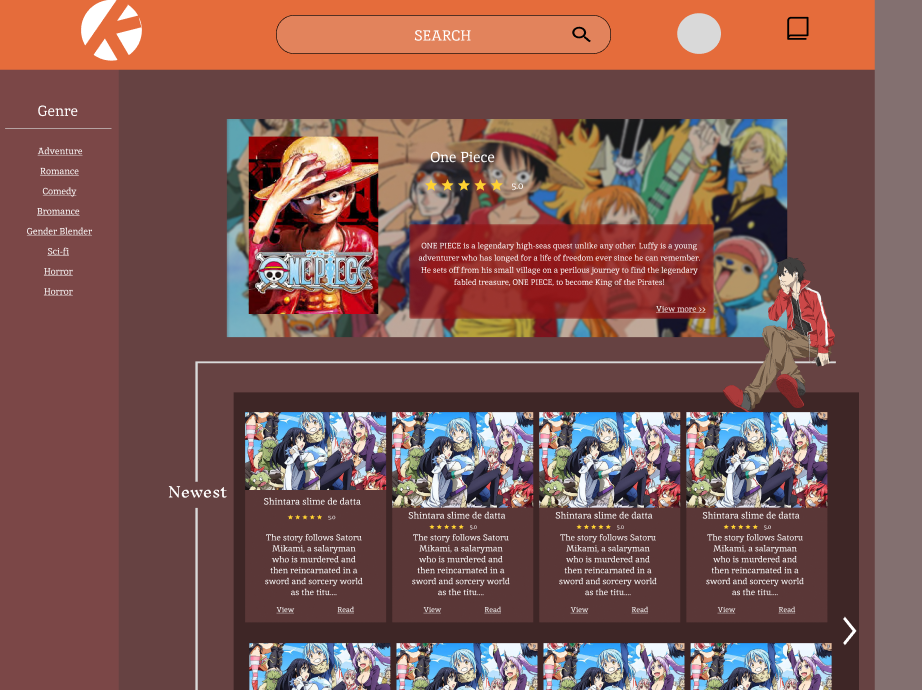 SEARCH
Genre
Adventure
Romance
Comedy
Bromance
Gender Blender
Sci-fi
Horror
Horror
One Piece
5.0
ONE PIECE
ONE PIECE is a legendary high-seas quest unlike any other. Luffy is a young
adventurer who has longed for a life of freedom ever since he can remember.
He sets off from his small village on a perilous journey to find the legendary
fabled treasure, ONE PIECE, to become King of the Pirates!
View more >>
Newest
Shintara slime de datta
5.0
The story follows Satoru
Mikami, a salaryman
who is murdered and
then reincarnated in a
sword and sorcery world
as the titu....
View Read
Shintara slime de datta
5.0
The story follows Satoru
Mikami, a salaryman
who is murdered and
then reincarnated in a
sword and sorcery world
as the titu....
View Read
Shintara slime de datta
5.0
The story follows Satoru
Mikami, a salaryman
who is murdered and
then reincarnated in a
sword and sorcery world
as the titu....
View Read
Shintara slime de datta
5.0
The story follows Satoru
Mikami, a salaryman
who is murdered and
then reincarnated in a
sword and sorcery world
as the titu....
View Read